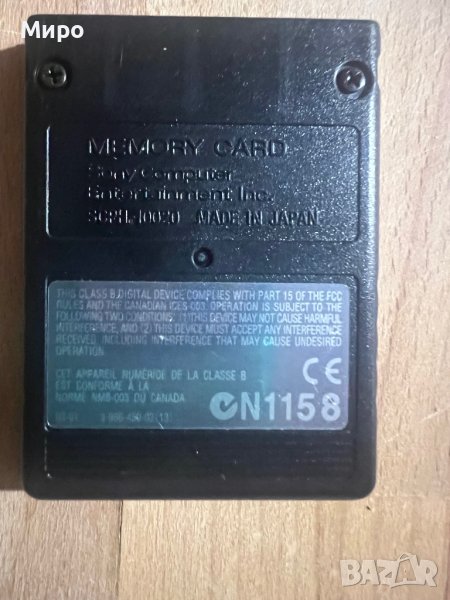 Миро
MEMORY CARD
Sony Computer
Entertainment Inc.
SCPH-10020 MADE IN JAPAN
THIS CLASS B DIGITAL DEVICE COMPLIES WITH PART 15 OF THE FCC
RULES AND THE CANADIAN ICES-003. OPERATION IS SUBJECT TO THE
FOLLOWING TWO CONDITIONS: (1)THIS DEVICE MAY NOT CAUSE HARMFUL
INTERFERENCE, AND (2) THIS DEVICE MUST ACCEPT ANY INTERFERENCE
RECEIVED, INCLUDING INTERFERENCE THAT MAY CAUSE UNDESIRED
OPERATION.
CET APPAREIL NUMÉRIQUE DE LA CLASSE B
EST CONFORME À LA
NORME NMB-003 DU CANADA
CE
N1158
BAZAR